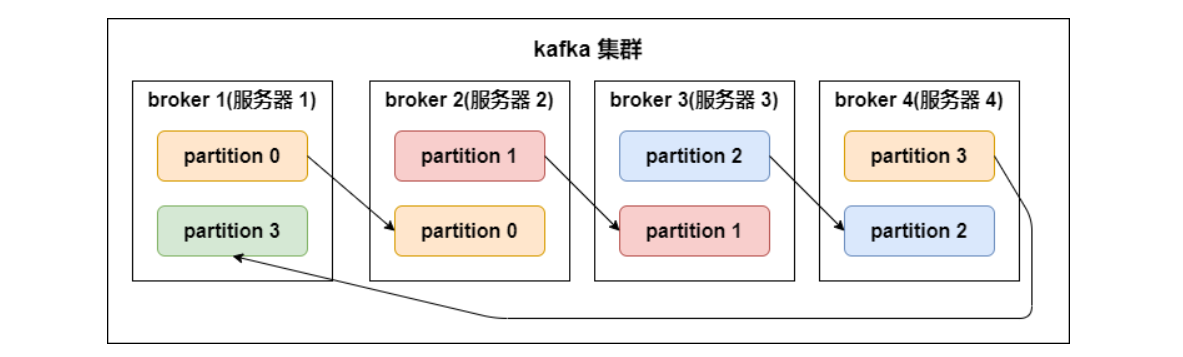 kafka 集群
broker 1(服务器 1)
broker 2(服务器 2)
broker 3(服务器 3)
broker 4(服务器 4)
partition 0
partition 1
partition 2
partition 3
partition 3
partition 0
partition 1
partition 2